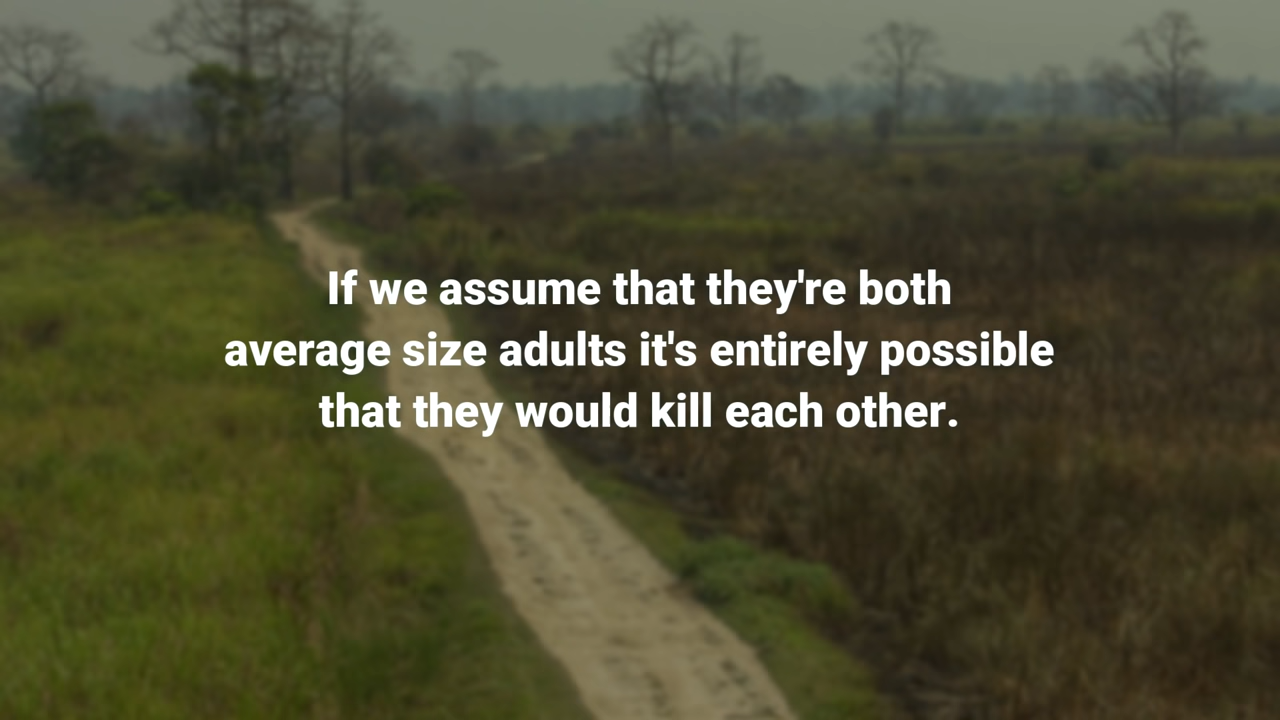 If we assume that they're both
average size adults it's entirely possible
that they would kill each other.